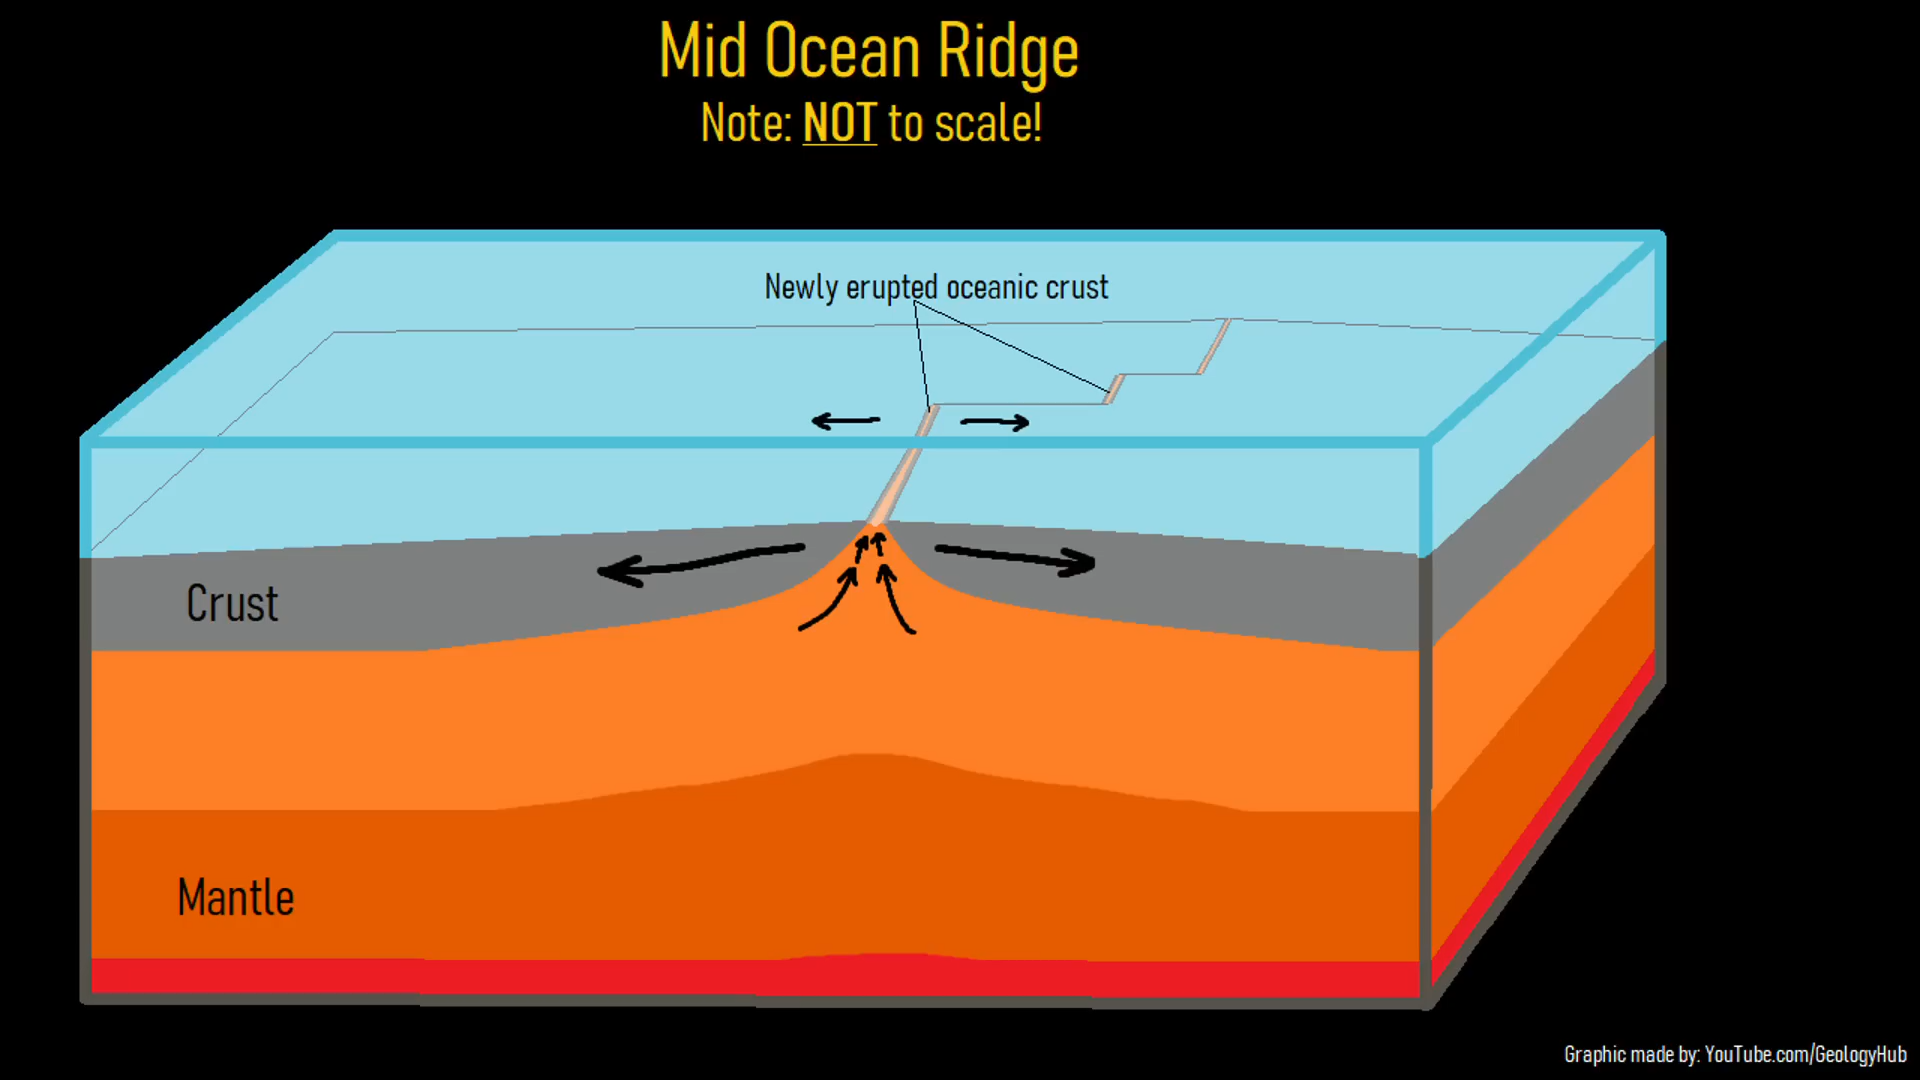 Mid Ocean Ridge
Note: NOT to scale!
Newly erupted oceanic crust
Crust
Mantle
Graphic made by: YouTube.com/GeologyHub